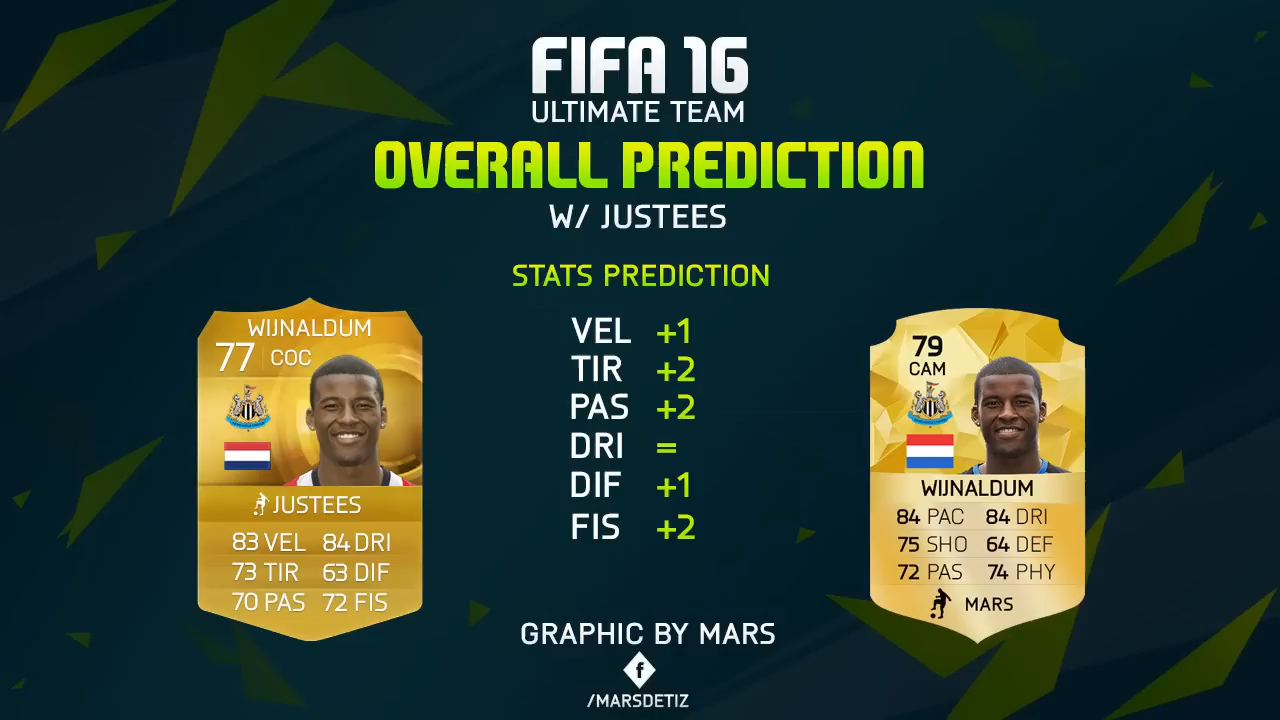 FIFA 16
ULTIMATE TEAM
OVERALL PREDICTION
W/ JUSTEES
STATS PREDICTION
WIJNALDUM
77 COC
JUSTEES
83 VEL 84 DRI
73 TIR 63 DIF
70 PAS 72 FIS
VEL +1
TIR +2
PAS +2
DRI =
DIF +1
FIS +2
79
CAM
WIJNALDUM
84 PAC 84 DRI
75 SHO 64 DEF
72 PAS 74 PHY
MARS
GRAPHIC BY MARS
f
/MARSDETIZ